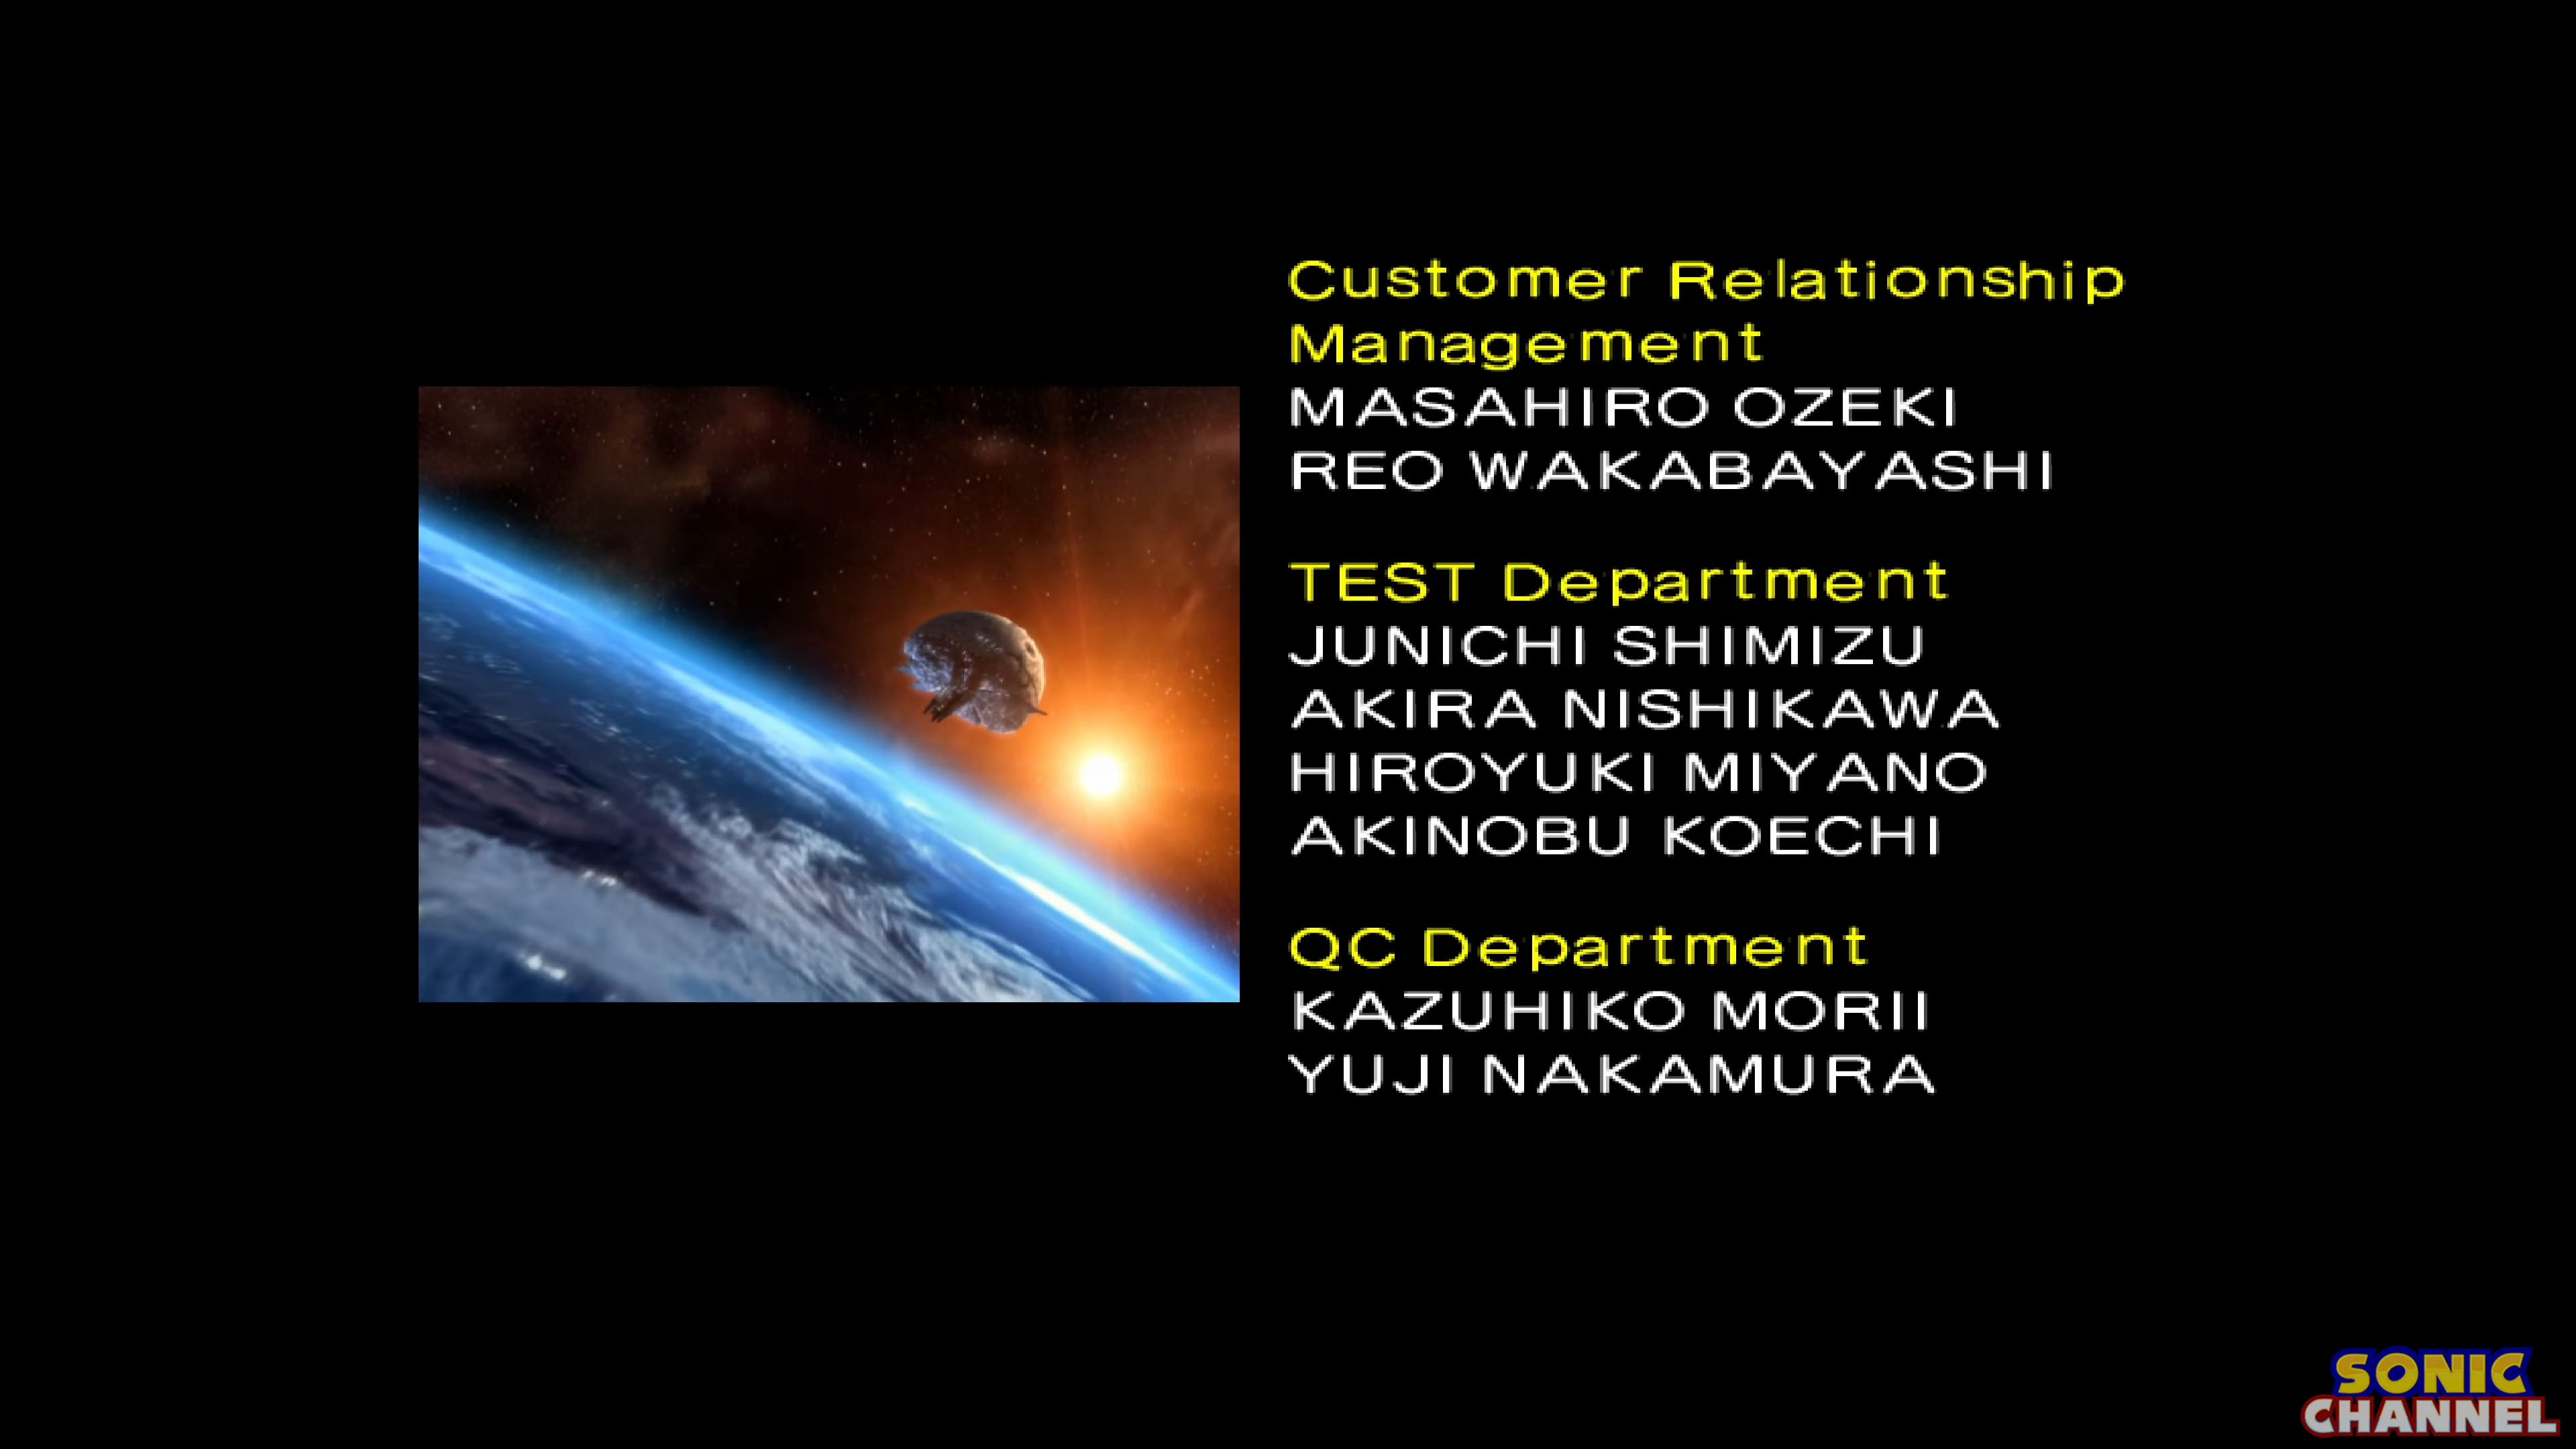 Customer Relationship
Management
MASAHIRO OZEKI
REO WAKABAYASHI
TEST Department
JUNICHI SHIMIZU
AKIRA NISHIKAWA
HIROYUKI MIYANO
AKINOBU KOECHI
QC Department
KAZUHIKO MORII
YUJI NAKAMURA
SONIC
CHANNEL